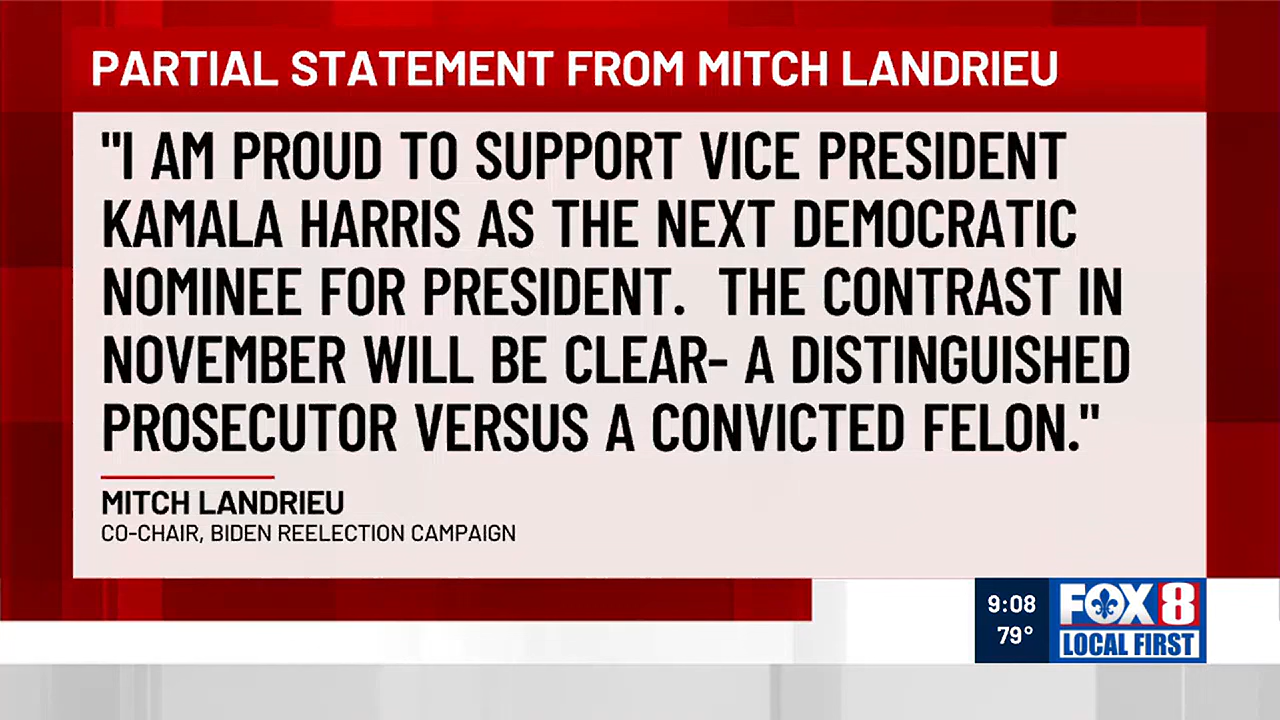 PARTIAL STATEMENT FROM MITCH LANDRIEU
"I AM PROUD TO SUPPORT VICE PRESIDENT
KAMALA HARRIS AS THE NEXT DEMOCRATIC
NOMINEE FOR PRESIDENT.  THE CONTRAST IN
NOVEMBER WILL BE CLEAR- A DISTINGUISHED
PROSECUTOR VERSUS A CONVICTED FELON."
MITCH LANDRIEU
CO-CHAIR, BIDEN REELECTION CAMPAIGN
9:08
79°
FOX 8
LOCAL FIRST